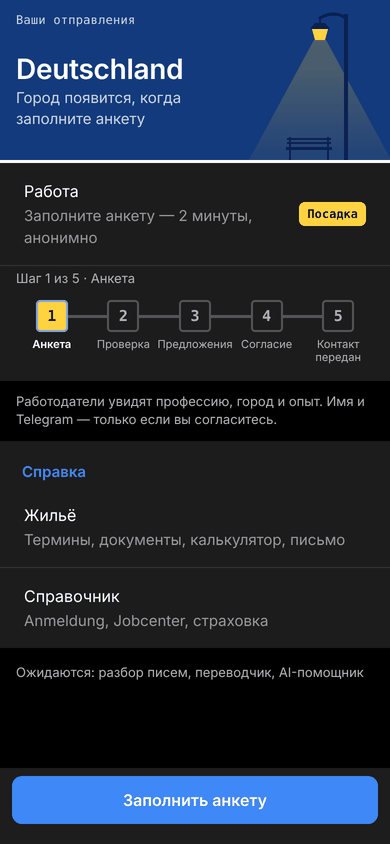 Ваши отправления
Deutschland
Город появится, когда
заполните анкету
Работа
Заполните анкету — 2 минуты,
анонимно
Посадка
Шаг 1 из 5 · Анкета
1 2 3 4 5
Анкета Проверка Предложения Согласие Контакт
передан
Работодатели увидят профессию, город и опыт. Имя и
Telegram — только если вы согласитесь.
Справка
Жильё
Термины, документы, калькулятор, письмо
Справочник
Anmeldung, Jobcenter, страховка
Ожидаются: разбор писем, переводчик, AI-помощник
Заполнить анкету